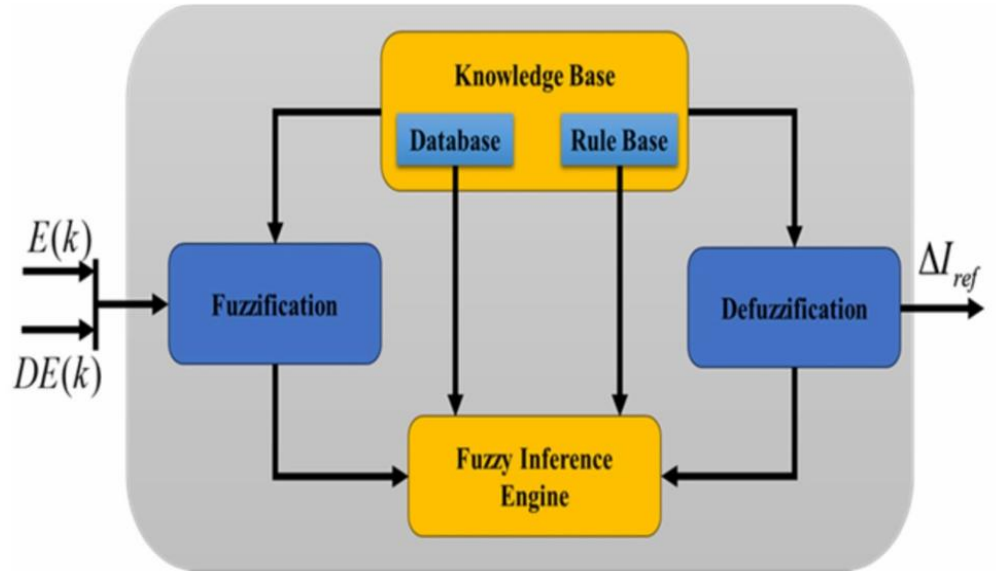 Knowledge Base
Database
Rule Base
E(k)
DE(k)
Fuzzification
Defuzzification
ΔI_ref
Fuzzy Inference
Engine